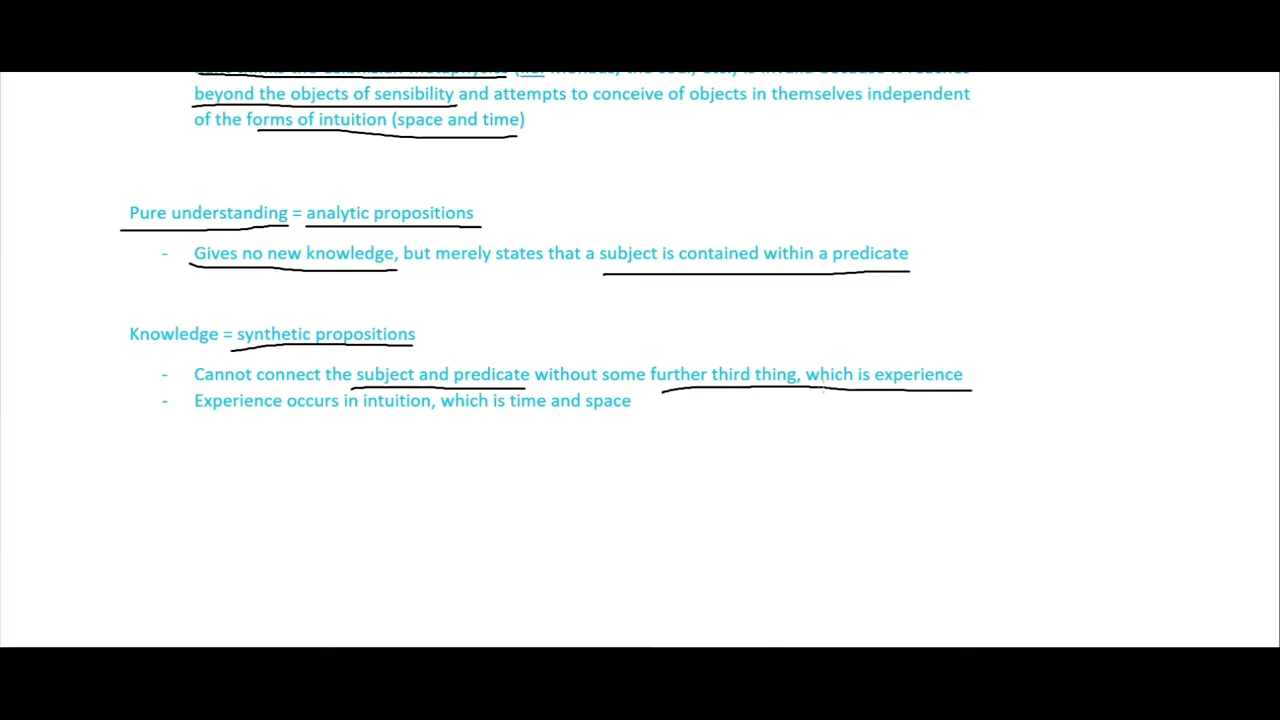 beyond the objects of sensibility and attempts to conceive of objects in themselves independent
of the forms of intuition (space and time)
Pure understanding = analytic propositions
- Gives no new knowledge, but merely states that a subject is contained within a predicate
Knowledge = synthetic propositions
- Cannot connect the subject and predicate without some further third thing, which is experience
- Experience occurs in intuition, which is time and space